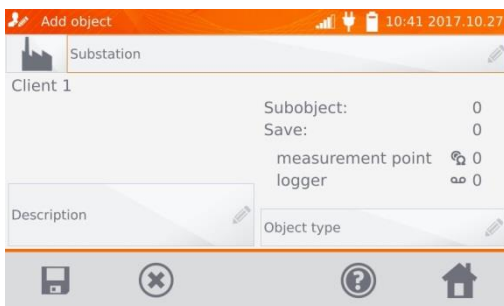 Add object
10:41 2017.10.27
Substation
Client 1
Subobject: 0
Save: 0
measurement point 0
logger 0
Description
Object type
?